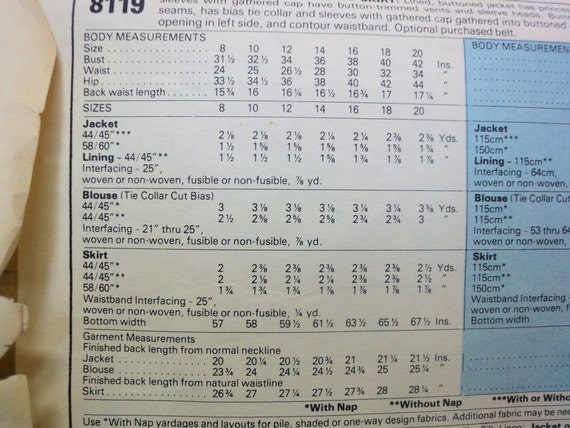 8119
sleeves with gathered cap have button-trimmed vents and sleeve heads.
seams, has bias tie collar and sleeves with gathered cap gathered into buttoned
opening in left side, and contour waistband. Optional purchased belt.
BODY MEASUREMENTS
Size 8 10 12 14 16 18 20
Bust 31½ 32½ 34 36 38 40 42 Ins.
Waist 24 25 26½ 28 30 32 34 "
Hip 33½ 34½ 36 38 40 42 44 "
Back waist length 15¾ 16 16¼ 16½ 16¾ 17 17¼ "
SIZES 8 10 12 14 16 18 20
Jacket
44/45"*** 2⅛ 2⅛ 2⅛ 2¼ 2¼ 2⅜ 2⅜ Yds.
58/60"* 1½ 1⅝ 1⅝ 1⅝ 1⅝ 1¾ "
Lining – 44/45"** 1½ 1½ 1⅝ 1¾ 1⅞ 1⅞ "
Interfacing - 25",
woven or non-woven, fusible or non-fusible, ⅞ yd.
Blouse (Tie Collar Cut Bias)
44/45"* 3 3⅛ 3⅛ 3⅛ 3¼ 3¼ 3⅜ Yds.
44/45"** 2½ 2⅝ 2⅝ 2⅝ 2¾ 2¾ 3 "
Interfacing - 21" thru 25",
woven or non-woven, fusible or non-fusible, ⅞ yd.
Skirt
44/45"* 2 2 2⅜ 2⅜ 2⅜ 2⅜ 2½ Yds.
44/45"** 2 2 2⅛ 2⅜ 2⅜ 2⅜ 2½ "
58/60"* 1¾ 1¾ 1¾ 1⅞ 1⅞ 1⅞ 1⅞ "
Waistband Interfacing - 25",
woven or non-woven, fusible or non-fusible, ¼ yd.
Bottom width 57 58 59½ 61½ 63½ 65½ 67½ Ins.
Garment Measurements
Finished back length from normal neckline
Jacket 20 20¼ 20½ 20¾ 21 21¼ 21½ Ins.
Blouse 23¾ 24 24¼ 24½ 24¾ 25 25¼ "
Finished back length from natural waistline
Skirt 26¾ 27 27¼ 27½ 27¾ 28 28¼ "
*With Nap **Without Nap ***With or Witho
Use *With Nap yardages and layouts for pile, shaded or one-way design fabrics. Additional fabric may be
BODY MEASUREMEN
Jacket
115cm***
150cm*
Lining – 115cm**
Interfacing – 64cm,
woven or non-woven
Blouse (Tie Collar Cu
115cm*
115cm**
Interfacing – 53 thru 64
woven or non-woven, fu
Skirt
115cm*
115cm**
150cm*
Waistband Interfacing
woven or non-woven, fu